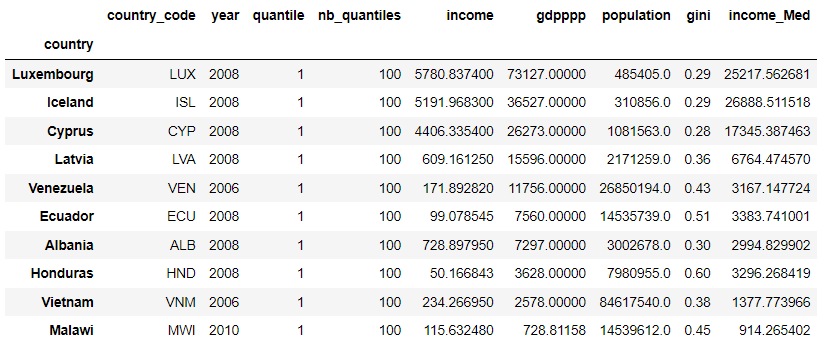 country_code year quantile nb_quantiles income gdpppp population gini income_Med
country
Luxembourg LUX 2008 1 100 5780.837400 73127.00000 485405.0 0.29 25217.562681
Iceland ISL 2008 1 100 5191.968300 36527.00000 310856.0 0.29 26888.511518
Cyprus CYP 2008 1 100 4406.335400 26273.00000 1081563.0 0.28 17345.387463
Latvia LVA 2008 1 100 609.161250 15596.00000 2171259.0 0.36 6764.474570
Venezuela VEN 2006 1 100 171.892820 11756.00000 26850194.0 0.43 3167.147724
Ecuador ECU 2008 1 100 99.078545 7560.00000 14535739.0 0.51 3383.741001
Albania ALB 2008 1 100 728.897950 7297.00000 3002678.0 0.30 2994.829902
Honduras HND 2008 1 100 50.166843 3628.00000 7980955.0 0.60 3296.268419
Vietnam VNM 2006 1 100 234.266950 2578.00000 84617540.0 0.38 1377.773966
Malawi MWI 2010 1 100 115.632480 728.81158 14539612.0 0.45 914.265402